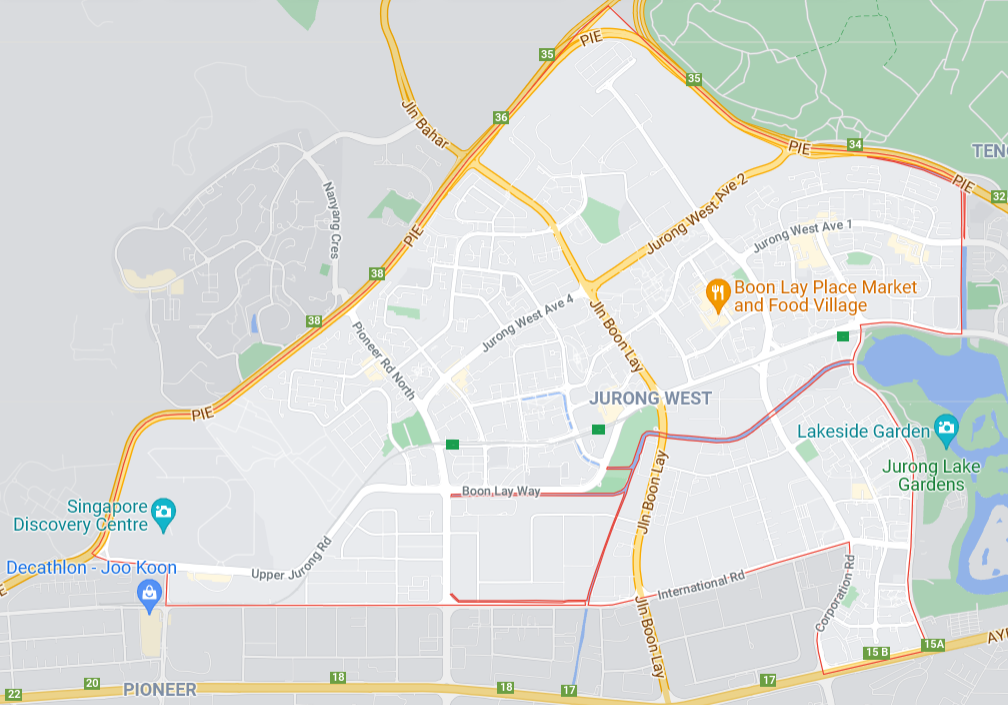 PIE
35
35
36
Jln Bahar
PIE
34
TENG
PIE
32
Nanyang Cres
PIE
Jurong West Ave 2
Jurong West Ave 1
38
Boon Lay Place Market
and Food Village
38
Jurong West Ave 4
Jln Boon Lay
Pioneer Rd North
JURONG WEST
PIE
Lakeside Garden
Jurong Lake
Gardens
Jln Boon Lay
Boon Lay Way
Singapore
Discovery Centre
Upper Jurong Rd
Decathlon - Joo Koon
International Rd
Corporation Rd
Jln Boon Lay
15A
AYE
15 B
18
17
20
PIONEER
18
17
22